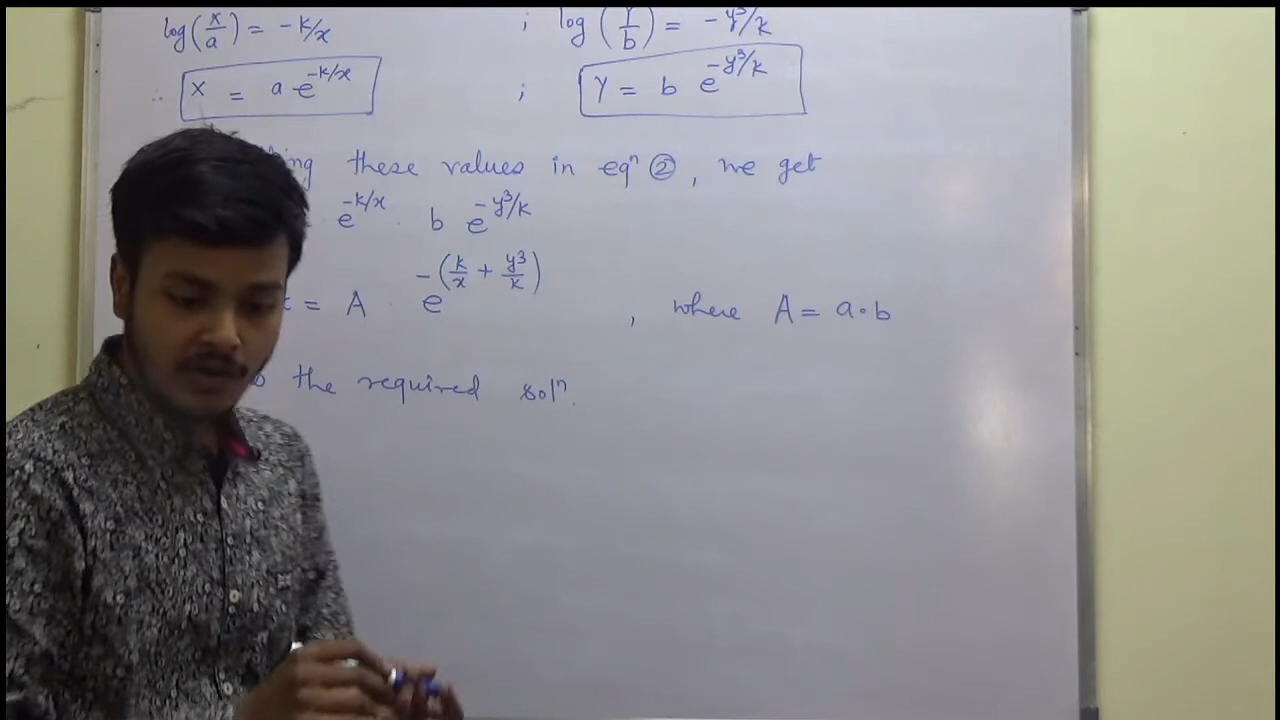 log(x/a) = -k/x ; log(Y/b) = -y³/k
∴ X = a e^{-k/x} ; Y = b e^{-y³/k}
these values in eqⁿ ②, we get
e^{-k/x} · b e^{-y³/k}
= A e^{-(k/x + y³/k)} , where A = a·b
the required solⁿ.